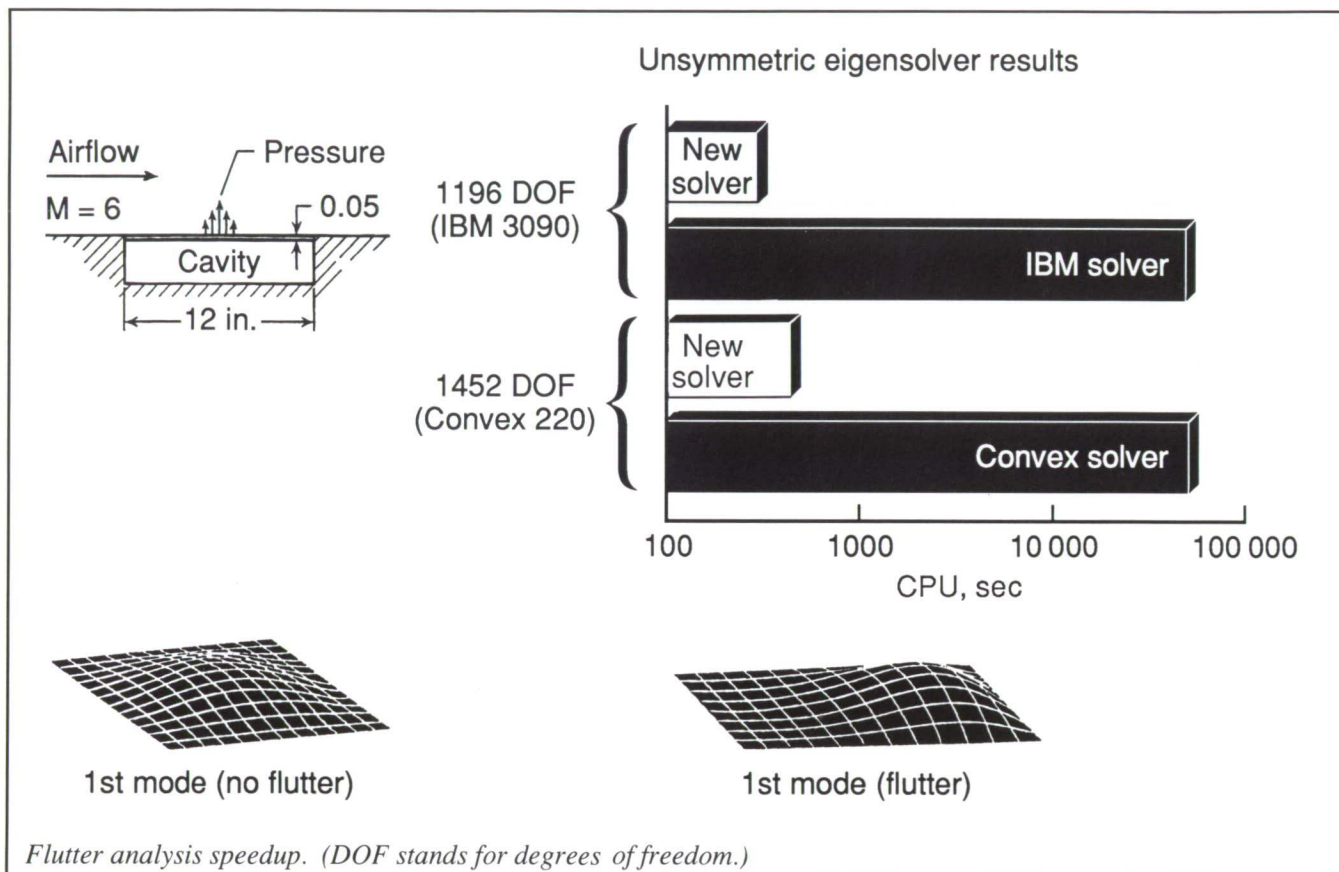 Unsymmetric eigensolver results
Airflow
M = 6
Pressure
0.05
Cavity
12 in.
1196 DOF
(IBM 3090)
New
solver
IBM solver
1452 DOF
(Convex 220)
New
solver
Convex solver
100
1000
10 000
100 000
CPU, sec
1st mode (no flutter)
1st mode (flutter)
Flutter analysis speedup. (DOF stands for degrees of freedom.)